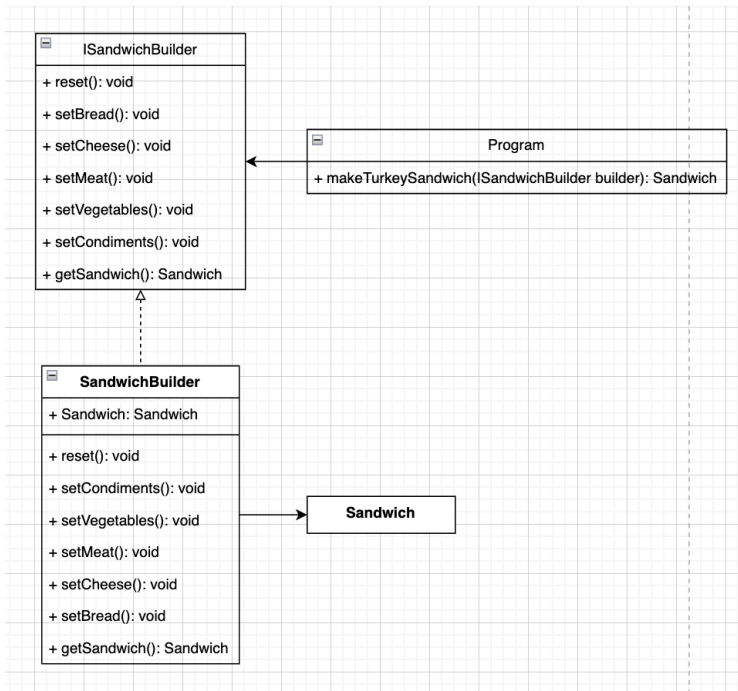 ISandwichBuilder
+ reset(): void
+ setBread(): void
+ setCheese(): void
+ setMeat(): void
+ setVegetables(): void
+ setCondiments(): void
+ getSandwich(): Sandwich
Program
+ makeTurkeySandwich(ISandwichBuilder builder): Sandwich
SandwichBuilder
+ Sandwich: Sandwich
+ reset(): void
+ setCondiments(): void
+ setVegetables(): void
+ setMeat(): void
+ setCheese(): void
+ setBread(): void
+ getSandwich(): Sandwich
Sandwich